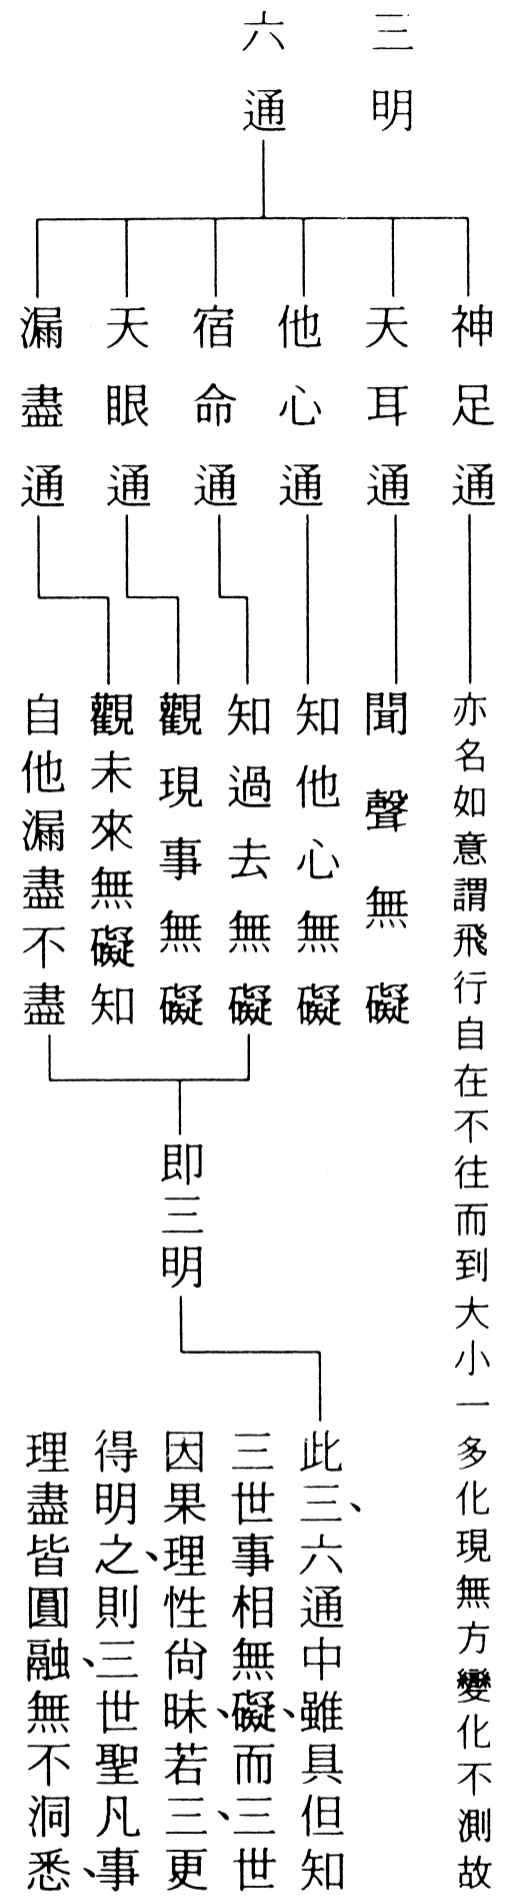 三明
六通
神足通
天耳通
他心通
宿命通
天眼通
漏盡通
亦名如意謂飛行自在不往而到大小一多化現無方變化不測故
聞聲無礙
知他心無礙
知過去無礙
觀現事無礙
觀未來無礙知
自他漏盡不盡
即三明
此三、六通中雖具但知
三世事相無礙、而三世
因果理性尙昧、若三、更
得明之、則三世聖凡事
理盡皆圓融、無不洞悉、